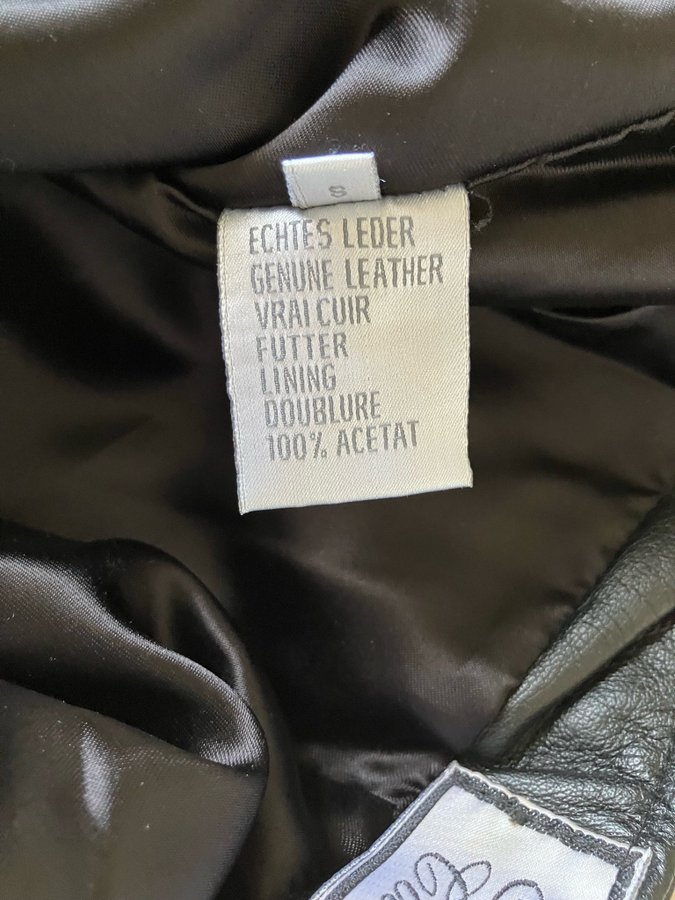 S
ECHTES LEDER
GENUNE LEATHER
VRAI CUIR
FUTTER
LINING
DOUBLURE
100% ACETAT